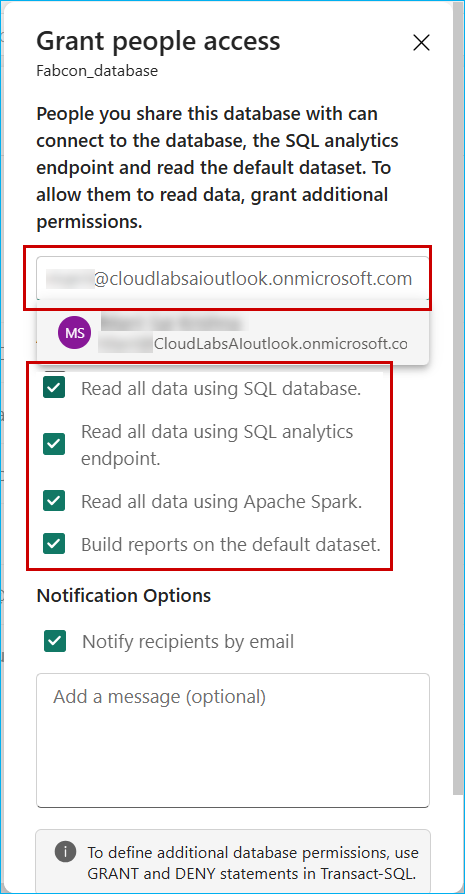 Grant people access
Fabcon_database
People you share this database with can
connect to the database, the SQL analytics
endpoint and read the default dataset. To
allow them to read data, grant additional
permissions.
@cloudlabsaioutlook.onmicrosoft.com
MS
CloudLabsAIoutlook.onmicrosoft.co
Read all data using SQL database.
Read all data using SQL analytics
endpoint.
Read all data using Apache Spark.
Build reports on the default dataset.
Notification Options
Notify recipients by email
Add a message (optional)
To define additional database permissions, use
GRANT and DENY statements in Transact-SQL.